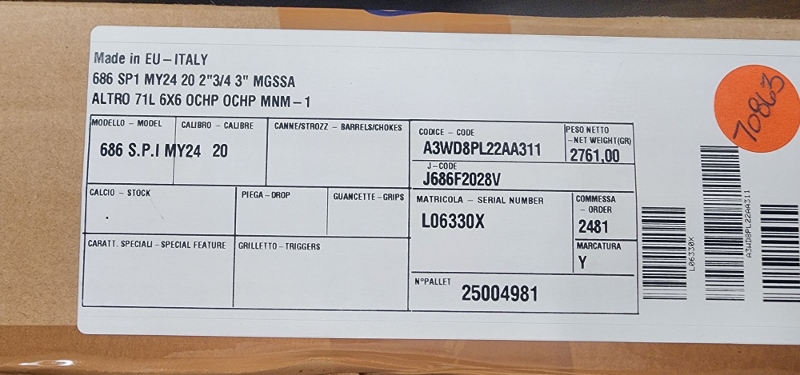 Made in EU – ITALY
686 SP1 MY24 20 2"3/4 3" MGSSA
ALTRO 71L 6X6 OCHP OCHP MNM – 1
MODELLO – MODEL
686 S.P.I MY24
CALIBRO – CALIBRE
20
CANNE/STROZZ – BARRELS/CHOKES
CODICE – CODE
A3WD8PL22AA311
PESO NETTO
–NET WEIGHT(GR)
2761,00
J–CODE
J686F2028V
CALCIO – STOCK
PIEGA–DROP
GUANCETTE–GRIPS
MATRICOLA – SERIAL NUMBER
L06330X
COMMESSA
– ORDER
2481
CARATT. SPECIALI –SPECIAL FEATURE
GRILLETTO–TRIGGERS
MARCATURA
Y
N°PALLET
25004981
L06330X
A3WD8PL22AA311
70863